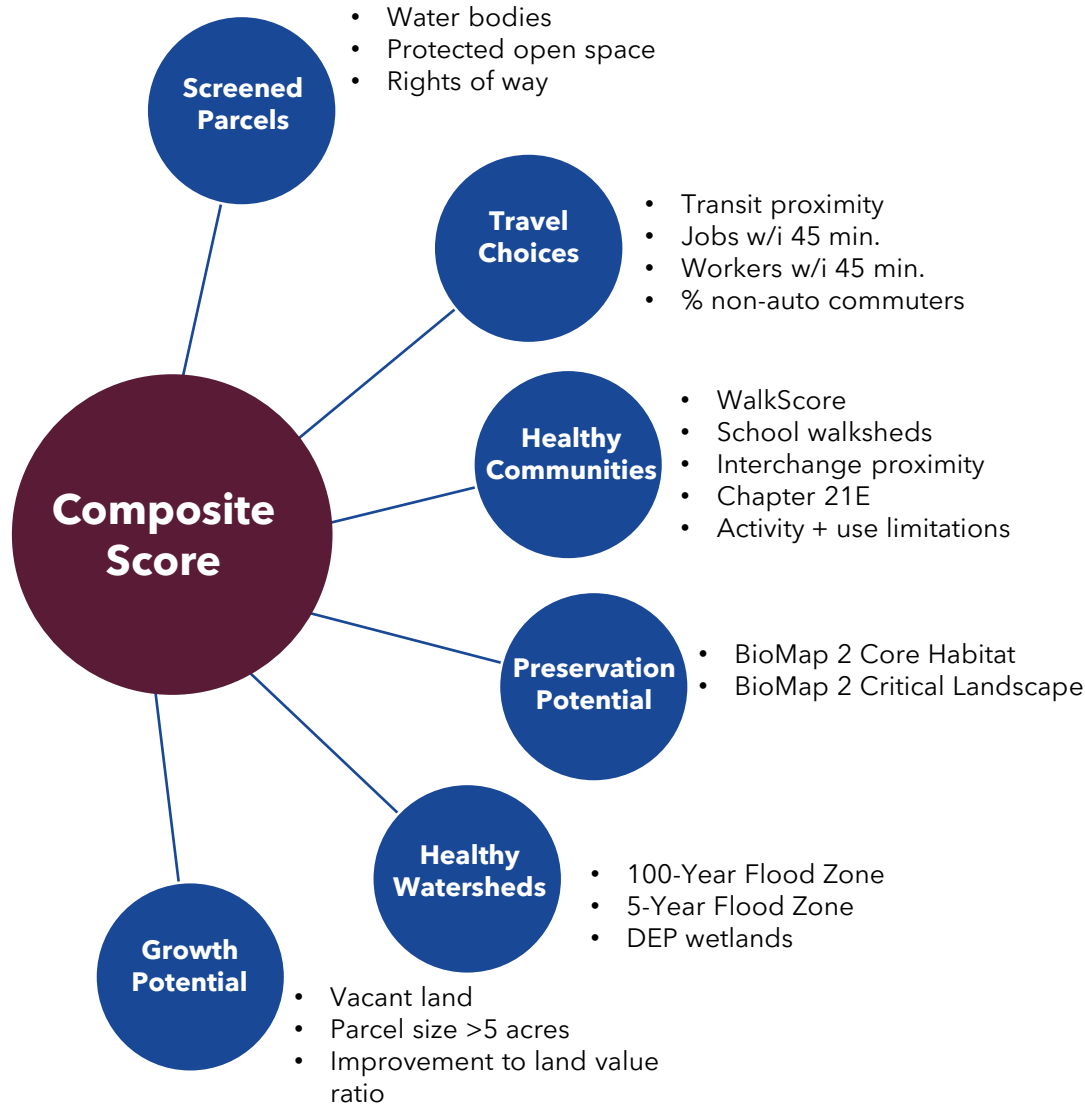 • Water bodies
• Protected open space
• Rights of way
Screened
Parcels
Travel
Choices
• Transit proximity
• Jobs w/i 45 min.
• Workers w/i 45 min.
• % non-auto commuters
Healthy
Communities
• WalkScore
• School walksheds
• Interchange proximity
• Chapter 21E
• Activity + use limitations
Composite
Score
Preservation
Potential
• BioMap 2 Core Habitat
• BioMap 2 Critical Landscape
Healthy
Watersheds
• 100-Year Flood Zone
• 5-Year Flood Zone
• DEP wetlands
Growth
Potential
• Vacant land
• Parcel size >5 acres
• Improvement to land value
ratio